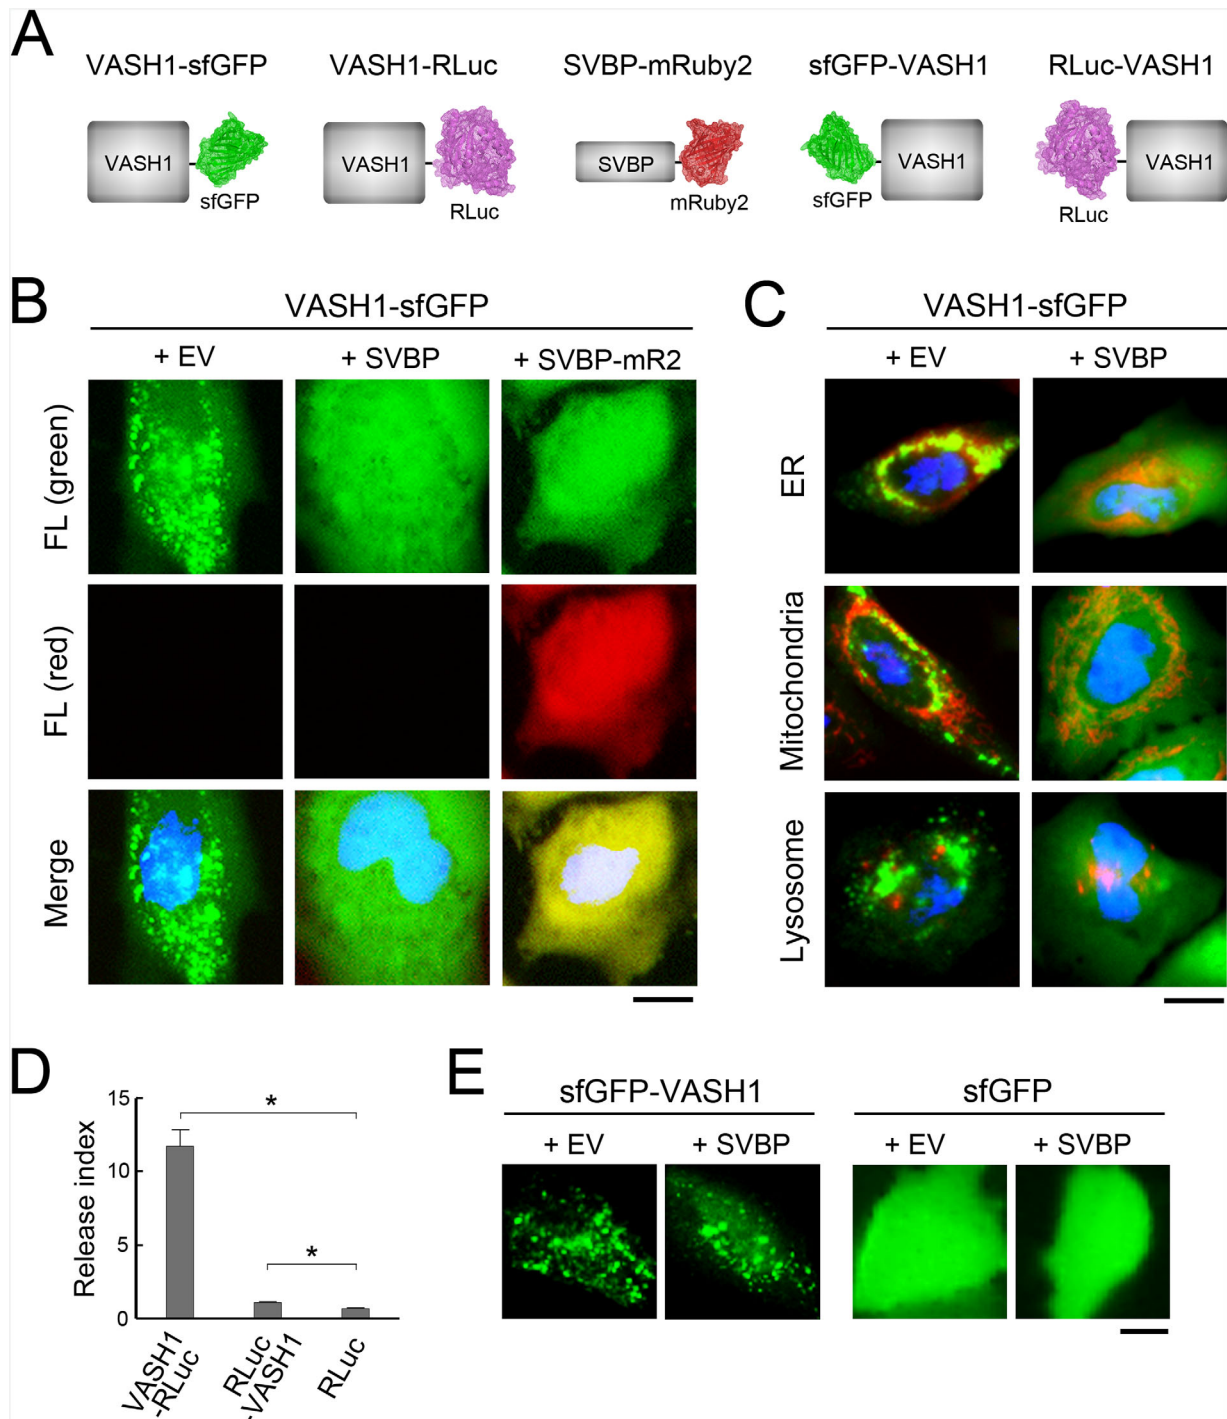 A
VASH1-sfGFP
VASH1-RLuc
SVBP-mRuby2
sfGFP-VASH1
RLuc-VASH1
VASH1
sfGFP
VASH1
RLuc
SVBP
mRuby2
sfGFP
VASH1
RLuc
VASH1
B
VASH1-sfGFP
+ EV
+ SVBP
+ SVBP-mR2
FL (green)
FL (red)
Merge
C
VASH1-sfGFP
+ EV
+ SVBP
ER
Mitochondria
Lysosome
D
Release index
15
10
5
0
*
*
VASH1
-RLuc
RLuc
-VASH1
RLuc
E
sfGFP-VASH1
+ EV
+ SVBP
sfGFP
+ EV
+ SVBP